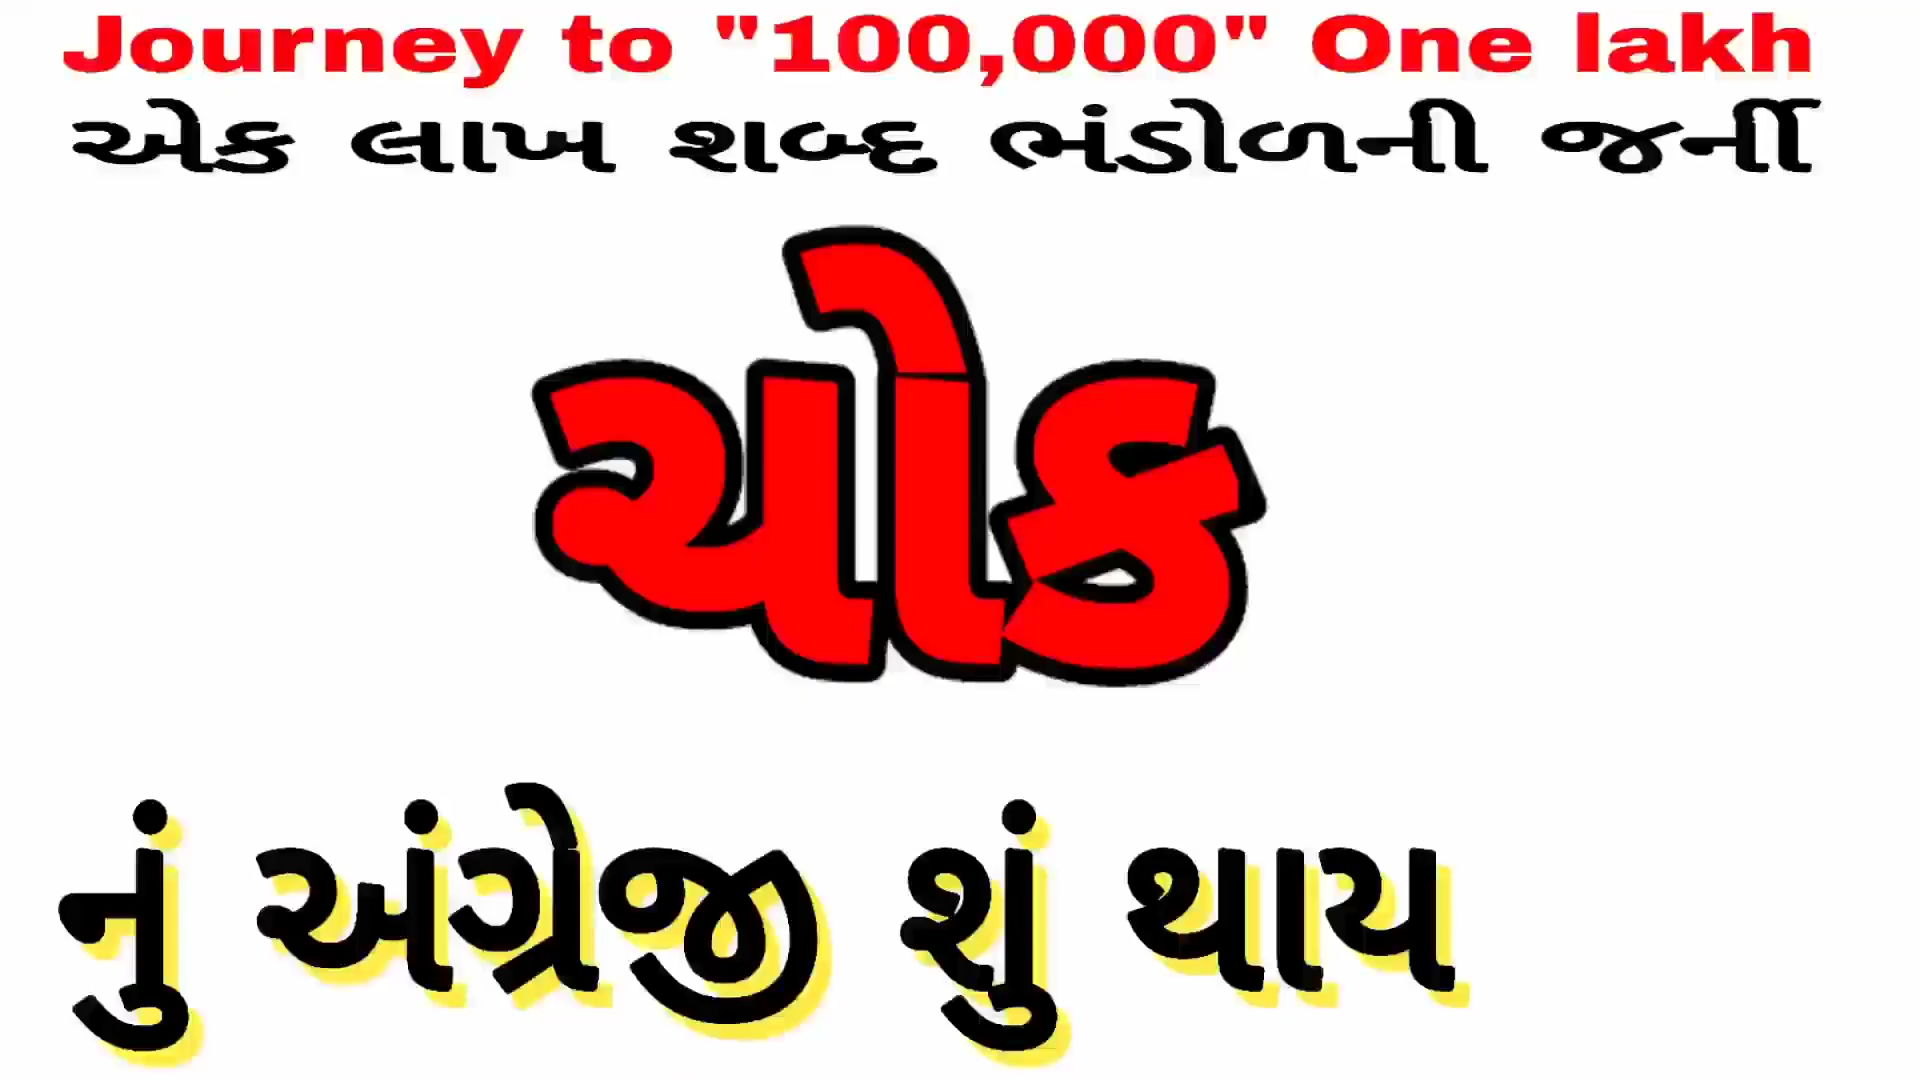 Journey to "100,000" One lakh
એક લાખ શબ્દ ભંડોળની જર્ની
ચોક
નું અંગ્રેજી શું થાય